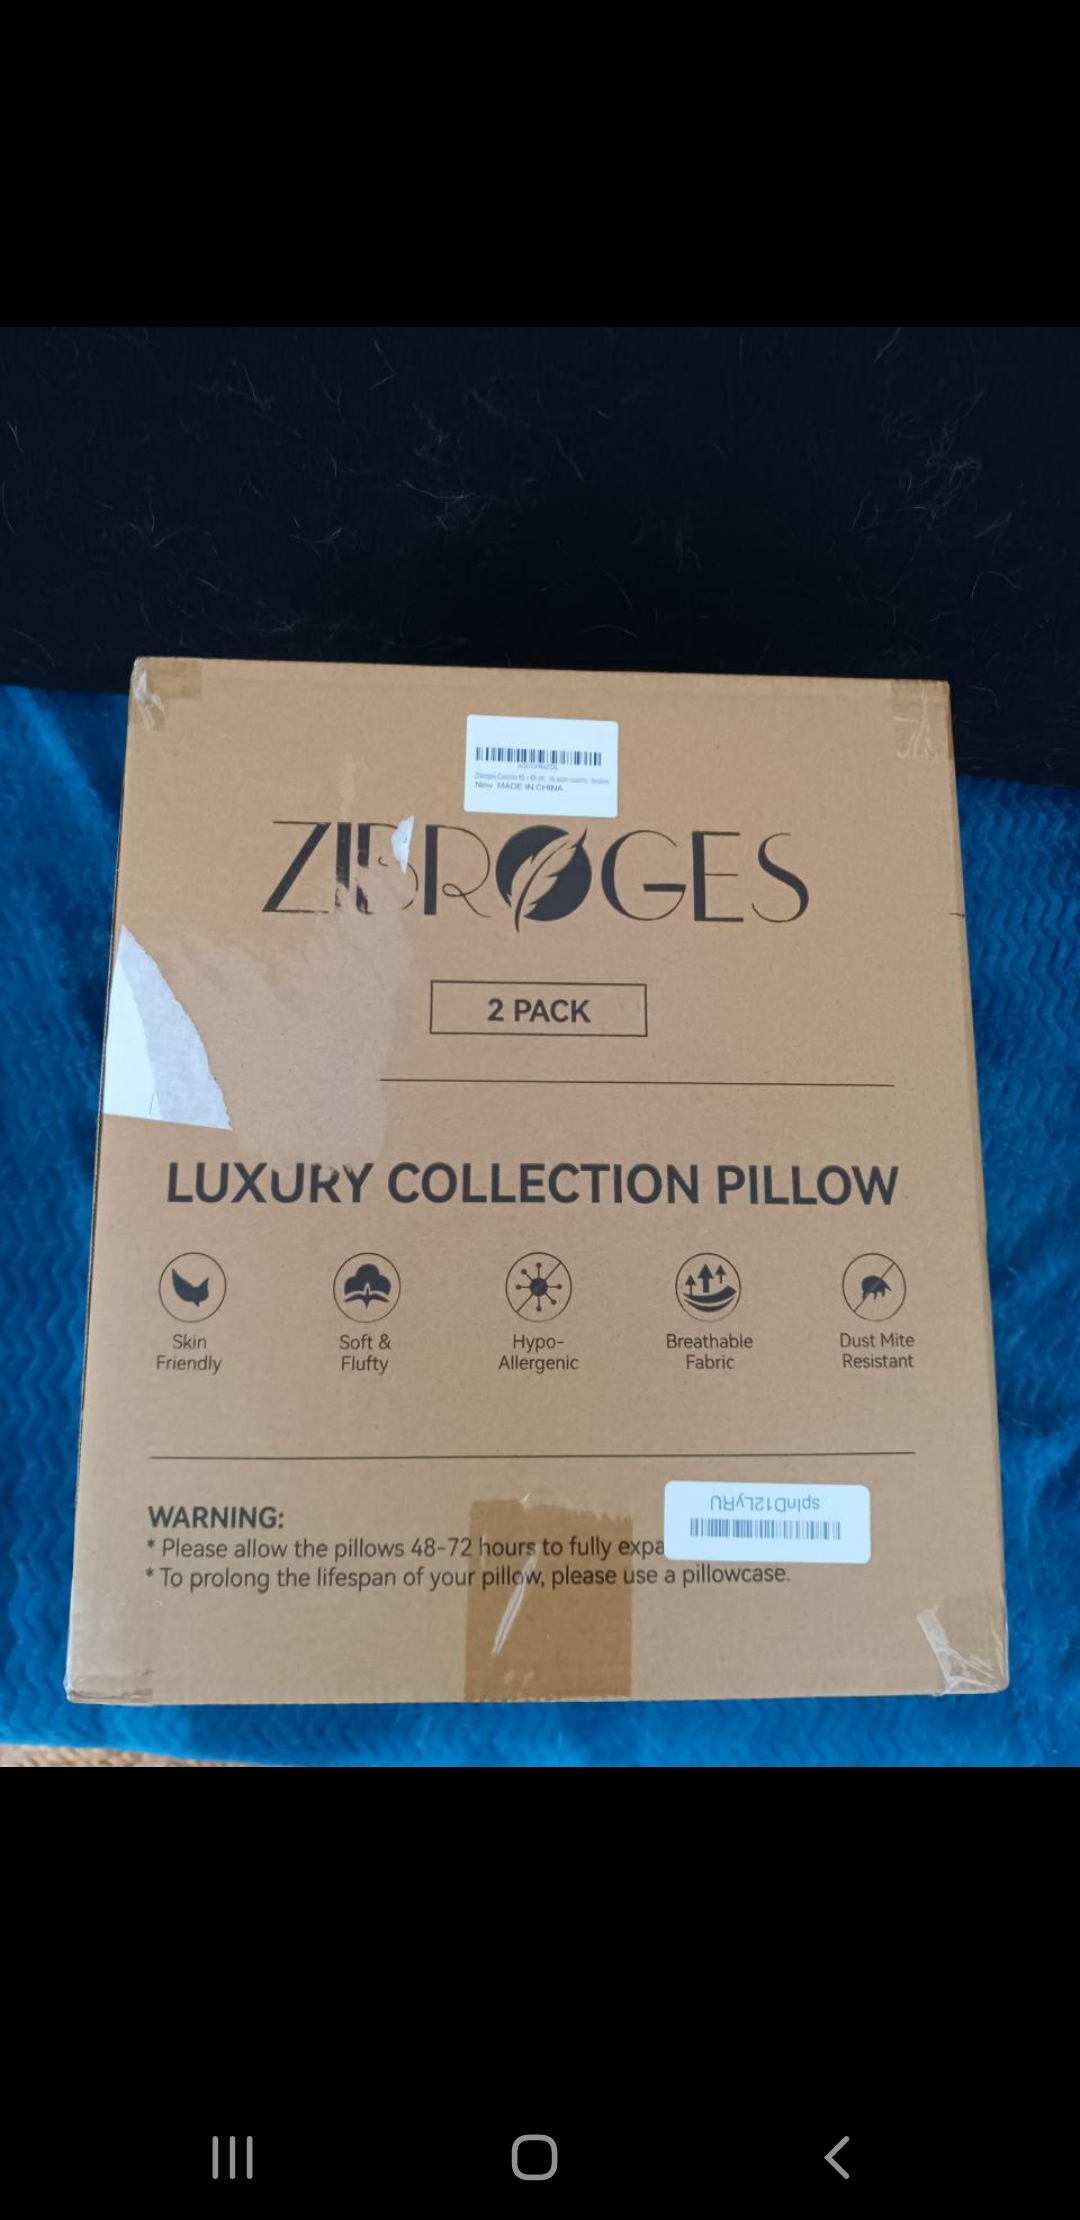 New MADE IN CHINA
ZIBROGES
2 PACK
LUXURY COLLECTION PILLOW
Skin
Friendly
Soft &
Flufty
Hypo-
Allergenic
Breathable
Fabric
Dust Mite
Resistant
spInD12LyRU
WARNING:
* Please allow the pillows 48-72 hours to fully expa
* To prolong the lifespan of your pillow, please use a pillowcase.